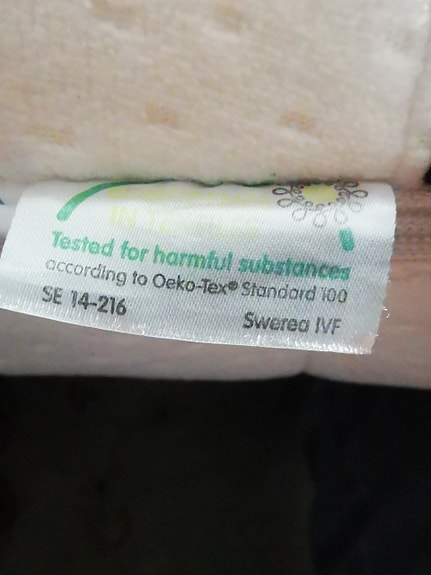 Tested for harmful substances
according to Oeko-Tex® Standard 100
SE 14-216
Swerea IVF